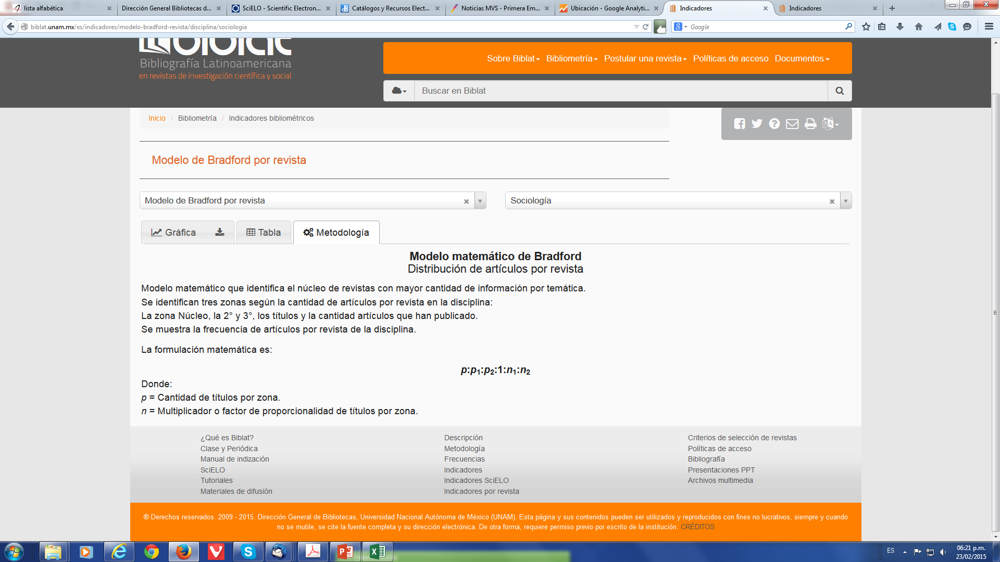 lista alfabética
Dirección General Bibliotecas d...
SciELO - Scientific Electron...
Catálogos y Recursos Elect...
Noticias MVS - Primera Em...
Ubicación - Google Analyti...
Indicadores
Indicadores
biblat.unam.mx/es/indicadores/modelo-bradford-revista/disciplina/sociologia
Google
biblat
Bibliografía Latinoamericana
en revistas de investigación científica y social
Sobre Biblat
Bibliometría
Postular una revista
Políticas de acceso
Documentos
Buscar en Biblat
Inicio / Bibliometría / Indicadores bibliométricos
Modelo de Bradford por revista
Modelo de Bradford por revista
Sociología
Gráfica
Tabla
Metodología
Modelo matemático de Bradford
Distribución de artículos por revista
Modelo matemático que identifica el núcleo de revistas con mayor cantidad de información por temática.
Se identifican tres zonas según la cantidad de artículos por revista en la disciplina:
La zona Núcleo, la 2° y 3°, los títulos y la cantidad artículos que han publicado.
Se muestra la frecuencia de artículos por revista de la disciplina.
La formulación matemática es:
p:p₁:p₂:1:n₁:n₂
Donde:
p = Cantidad de títulos por zona.
n = Multiplicador o factor de proporcionalidad de títulos por zona.
¿Qué es Biblat?
Clase y Periódica
Manual de indización
SciELO
Tutoriales
Materiales de difusión
Descripción
Metodología
Frecuencias
Indicadores
Indicadores SciELO
Indicadores por revista
Criterios de selección de revistas
Políticas de acceso
Bibliografía
Presentaciones PPT
Archivos multimedia
® Derechos reservados. 2009 - 2015. Dirección General de Bibliotecas, Universidad Nacional Autónoma de México (UNAM). Esta página y sus contenidos pueden ser utilizados y reproducidos con fines no lucrativos, siempre y cuando
no se mutile, se cite la fuente completa y su dirección electrónica. De otra forma, requiere permiso previo por escrito de la institución. CRÉDITOS
ES
06:21 p.m.
23/02/2015